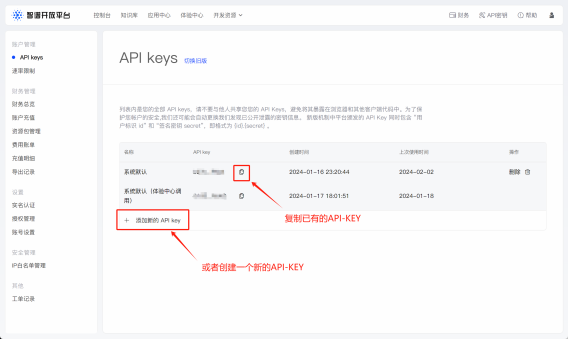 智谱开放平台 控制台 知识库 应用中心 体验中心 开发资源 财务 API密钥 帮助
账户管理
API keys
速率限制
财务管理
财务总览
账户充值
资源包管理
费用账单
充值明细
导出记录
设置
实名认证
授权管理
账号设置
安全管理
IP白名单管理
其他
工单记录
API keys 切换旧版
列表内是您的全部 API keys，请不要与他人共享您的 API Keys，避免将其暴露在浏览器和其他客户端代码中。为了保
护您账户的安全,我们还可能会自动更换我们发现已公开泄露的密钥信息。 新版机制中平台颁发的 API Key 同时包含 “用
户标识 id” 和 “签名密钥 secret”，即格式为 {id}.{secret} 。
名称 API key 创建时间 上次使用时间 操作
系统默认 2024-01-16 23:20:44 2024-02-02 删除
系统默认（体验中心调
用） 2024-01-17 18:01:51 2024-01-18
+ 添加新的 API key
复制已有的API-KEY
或者创建一个新的API-KEY